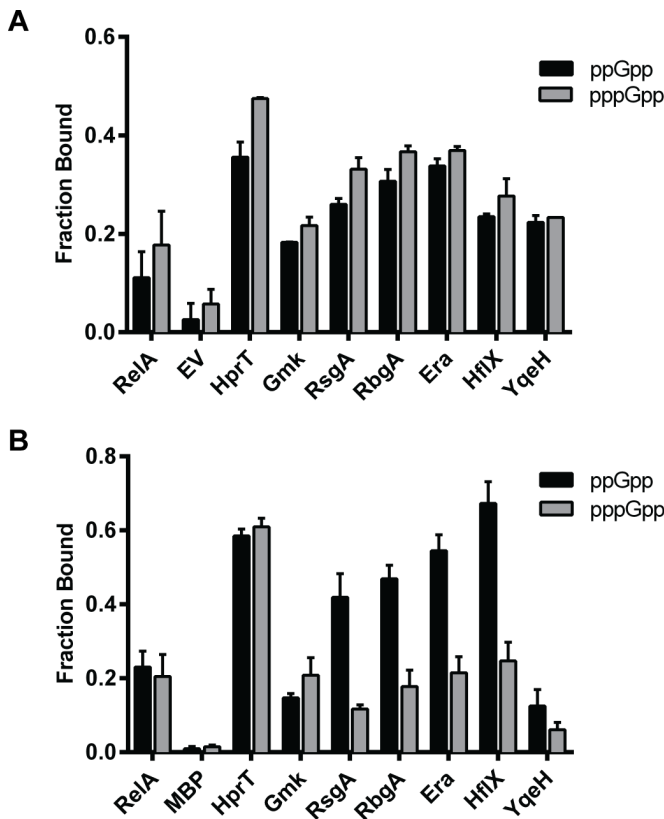 A
0.6
0.4
0.2
0.0
Fraction Bound
ppGpp
pppGpp
RelA
EV
HprT
Gmk
RsgA
RbgA
Era
HflX
YqeH
B
0.8
0.6
0.4
0.2
0.0
Fraction Bound
ppGpp
pppGpp
RelA
MBP
HprT
Gmk
RsgA
RbgA
Era
HflX
YqeH